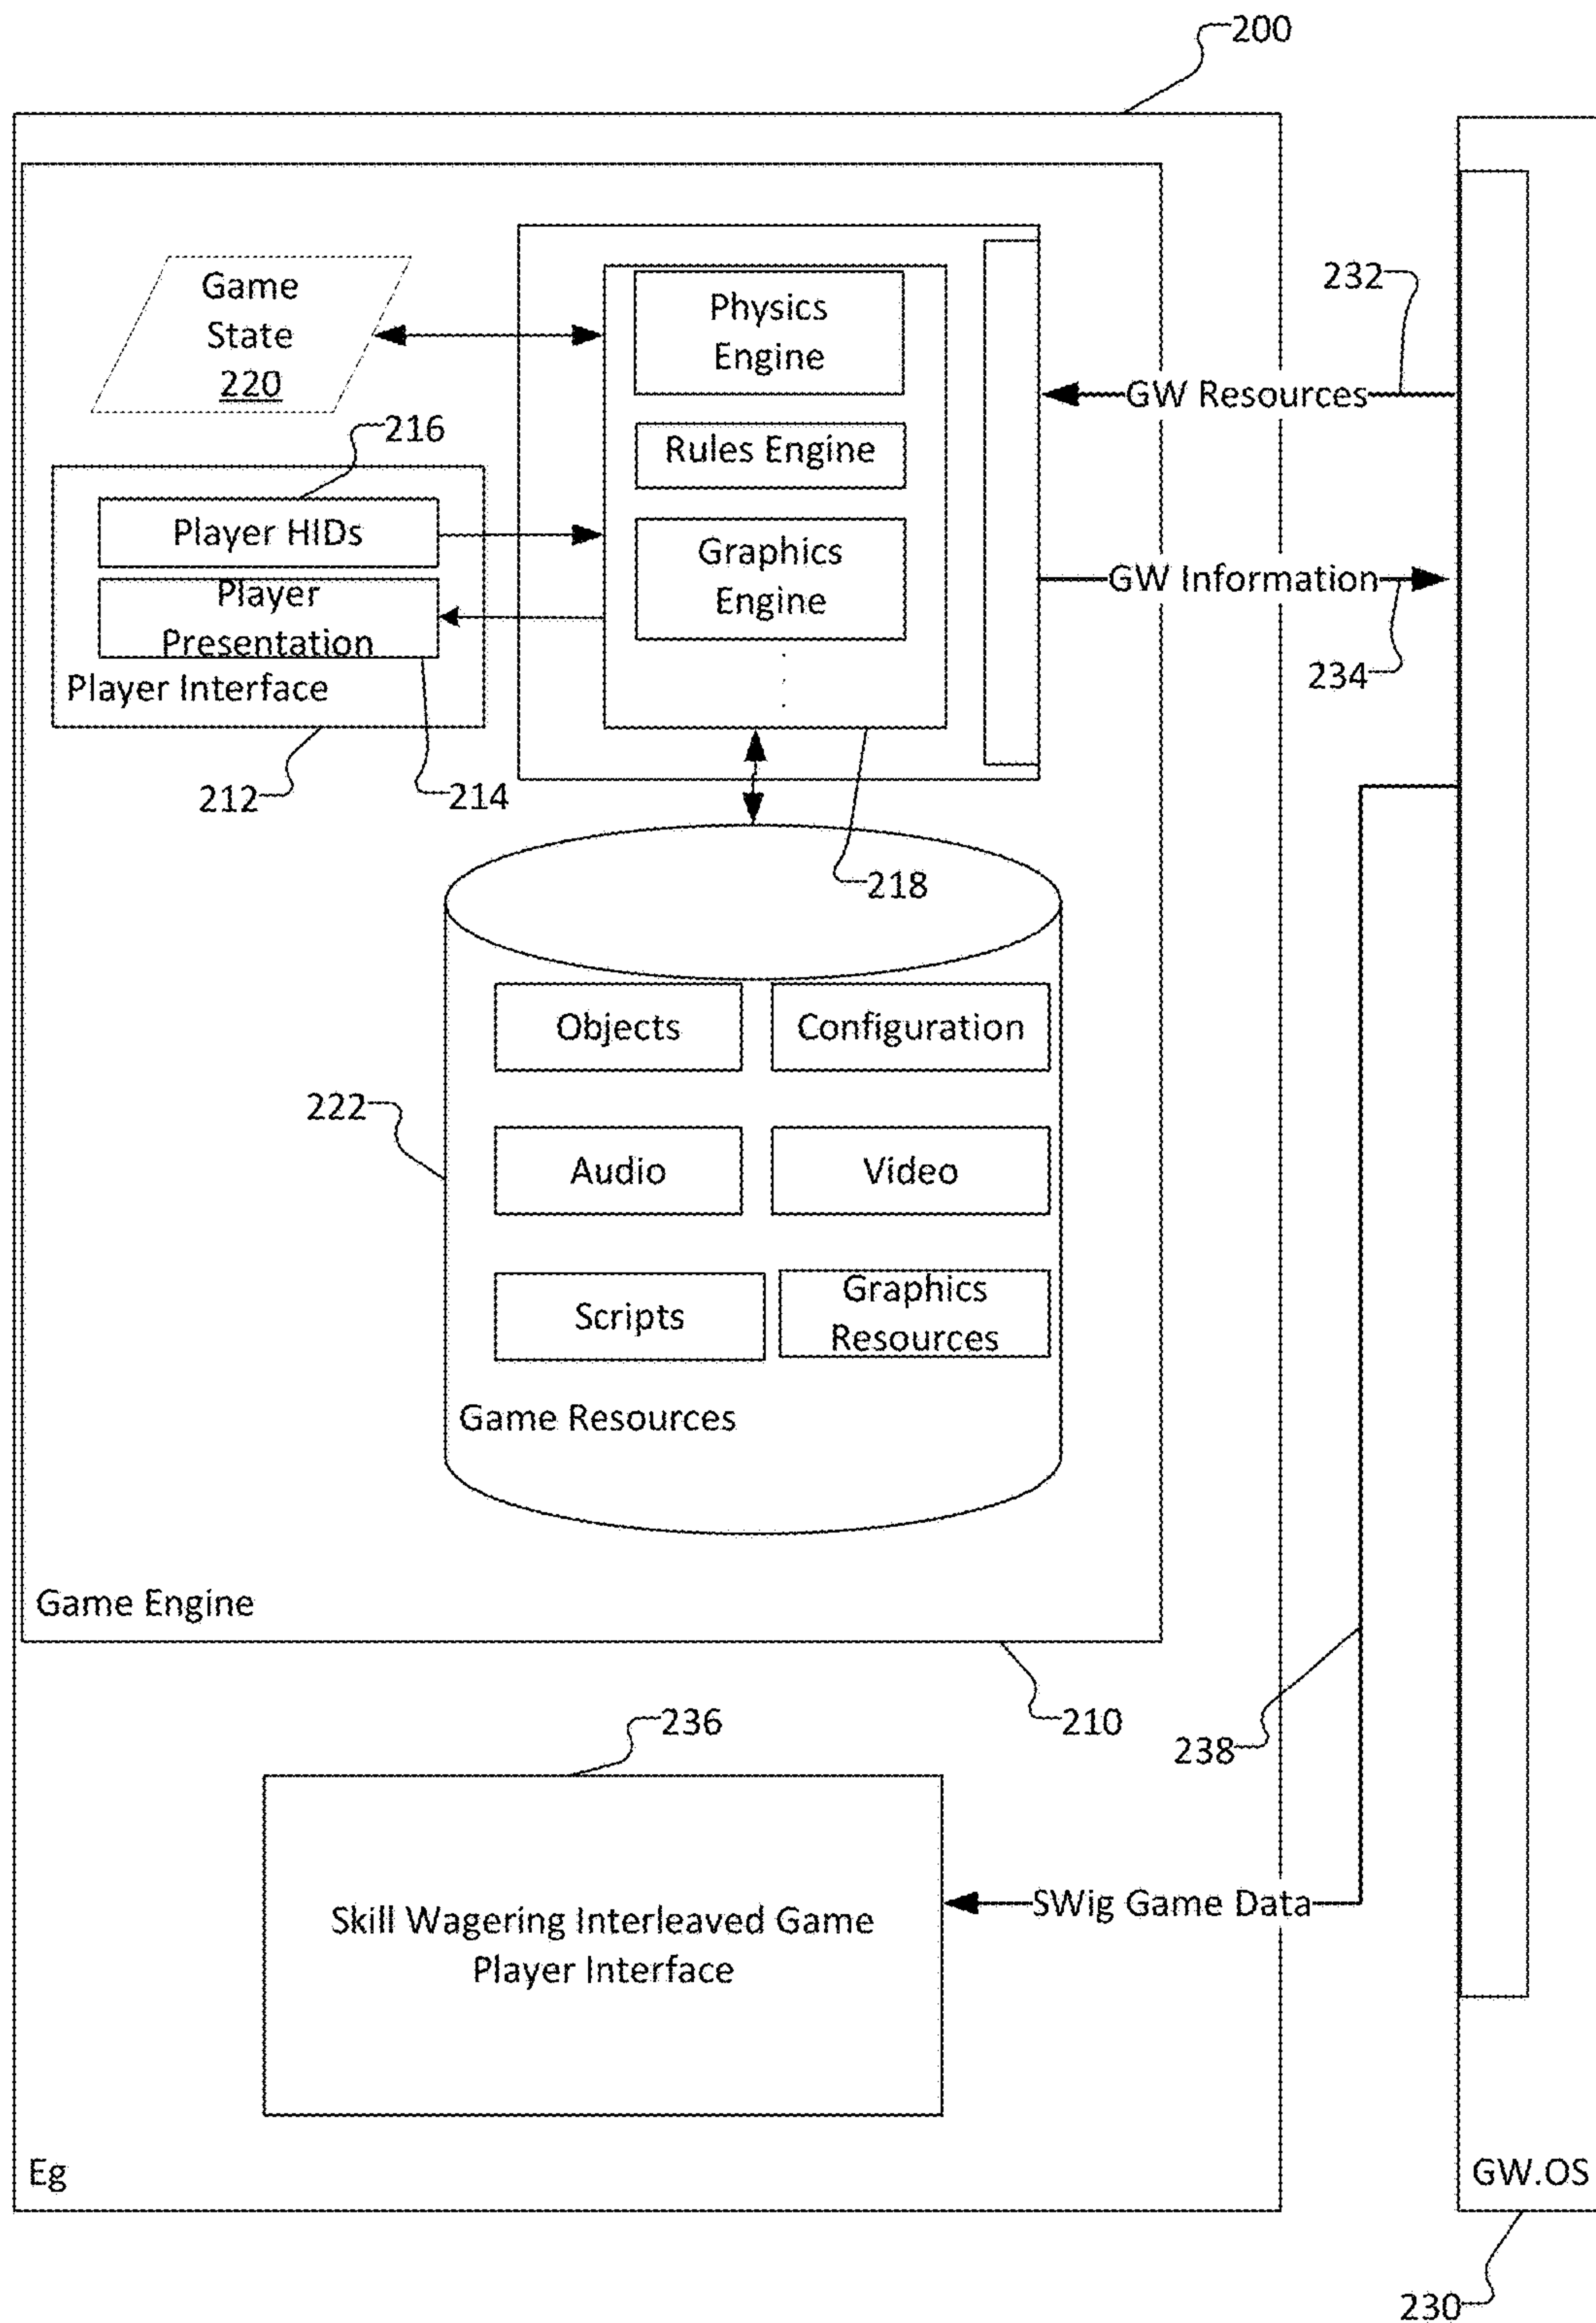 200
Game
State
220
Physics
Engine
232
GW Resources
216
Rules Engine
Player HIDs
Graphics
Engine
GW Information
Player
Presentation
Player Interface
234
212
214
218
Objects
Configuration
222
Audio
Video
Scripts
Graphics
Resources
Game Resources
Game Engine
210
236
238
SWig Game Data
Skill Wagering Interleaved Game
Player Interface
Eg
GW.OS
230